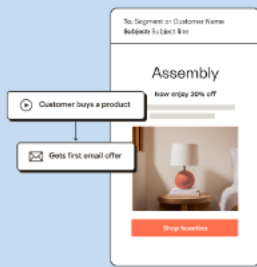 To: Segment or Customer Name
Subject: Subject line
Assembly
Now enjoy 20% off
Customer buys a product
Gets first email offer
Shop favorites